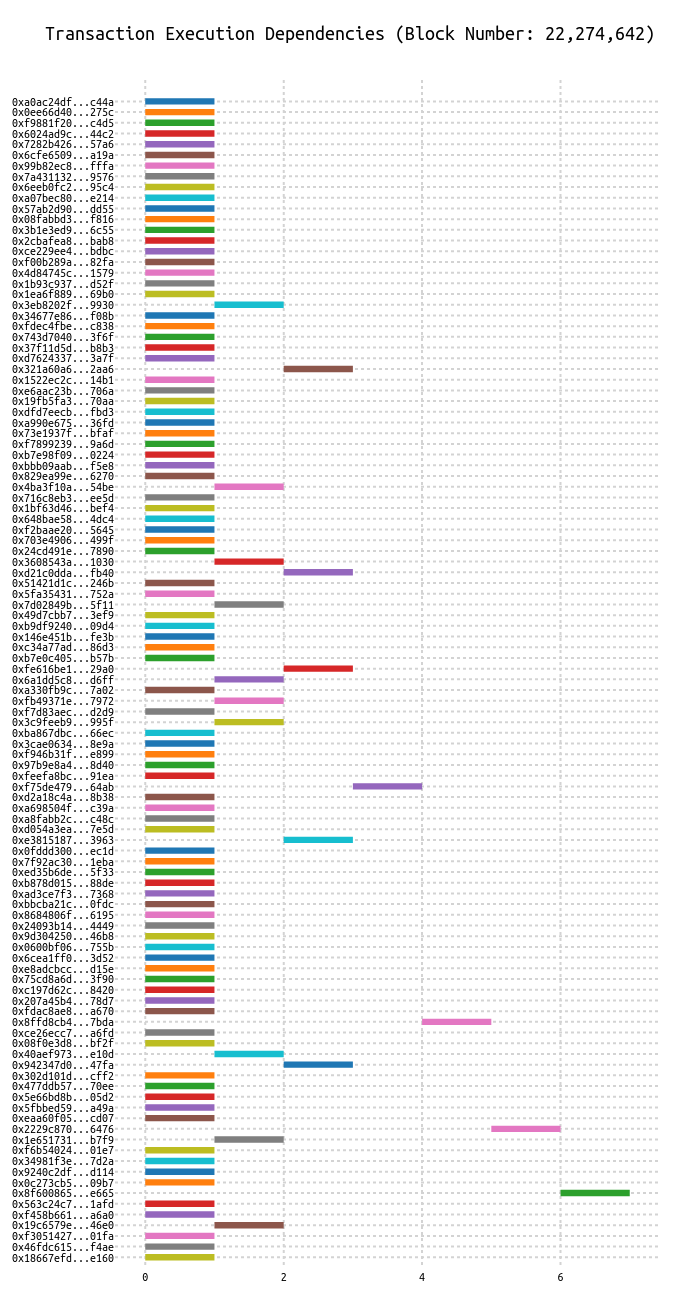 Transaction Execution Dependencies (Block Number: 22,274,642)
0xa0ac24df...c44a
0x0ee66d40...275c
0xf9881f20...c4d5
0x6024ad9c...44c2
0x7282b426...57a6
0x6cfe6509...a19a
0x99b82ec8...fffa
0x7a431132...9576
0x6eeb0fc2...95c4
0xa07bec80...e214
0x57ab2d90...dd55
0x08fabbd3...f816
0x3b1e3ed9...6c55
0x2cbafea8...bab8
0xce229ee4...bdbc
0xf00b289a...82fa
0x4d84745c...1579
0x1b93c937...d52f
0x1ea6f889...69b0
0x3eb8202f...9930
0x34677e86...f08b
0xfdec4fbe...c838
0x743d7040...3f6f
0x37f11d5d...b8b3
0xd7624337...3a7f
0x321a60a6...2aa6
0x1522ec2c...14b1
0xe6aac23b...706a
0x19fb5fa3...70aa
0xdfd7eecb...fbd3
0xa990e675...36fd
0x73e1937f...bfaf
0xf7899239...9a6d
0xb7e98f09...0224
0xbbb09aab...f5e8
0x829ea99e...6270
0x4ba3f10a...54be
0x716c8eb3...ee5d
0x1bf63d46...bef4
0x648bae58...4dc4
0xf2baae20...5645
0x703e4906...499f
0x24cd491e...7890
0x3608543a...1030
0xd21c0dda...fb40
0x51421d1c...246b
0x5fa35431...752a
0x7d02849b...5f11
0x49d7cbb7...3ef9
0xb9df9240...09d4
0x146e451b...fe3b
0xc34a77ad...86d3
0xb7e0c405...b57b
0xfe616be1...29a0
0x6a1dd5c8...d6ff
0xa330fb9c...7a02
0xfb49371e...7972
0xf7d83aec...d2d9
0x3c9feeb9...995f
0xba867dbc...66ec
0x3cae0634...8e9a
0xf946b31f...e899
0x97b9e8a4...8d40
0xfeefa8bc...91ea
0xf75de479...64ab
0xd2a18c4a...8b38
0xa698504f...c39a
0xa8fabb2c...c48c
0xd054a3ea...7e5d
0xe3815187...3963
0x0fddd300...ec1d
0x7f92ac30...1eba
0xed35b6de...5f33
0xb878d015...88de
0xad3ce7f3...7368
0xbbcba21c...0fdc
0x8684806f...6195
0x24093b14...4449
0x9d304250...46b8
0x0600bf06...755b
0x6cea1ff0...3d52
0xe8adcbcc...d15e
0x75cd8a6d...3f90
0xc197d62c...8420
0x207a45b4...78d7
0xfdac8ae8...a670
0x8ffd8cb4...7bda
0xce26ecc7...a6fd
0x08f0e3d8...bf2f
0x40aef973...e10d
0x942347d0...47fa
0x302d101d...cff2
0x477ddb57...70ee
0x5e66bd8b...05d2
0x5fbbed59...a49a
0xeaa60f05...cd07
0x2229c870...6476
0x1e651731...b7f9
0xf6b54024...01e7
0x34981f3e...7d2a
0x9240c2df...d114
0x0c273cb5...09b7
0x8f600865...e665
0x563c24c7...1afd
0xf458b661...a6a0
0x19c6579e...46e0
0xf3051427...01fa
0x46fdc615...f4ae
0x18667efd...e160
0 2 4 6